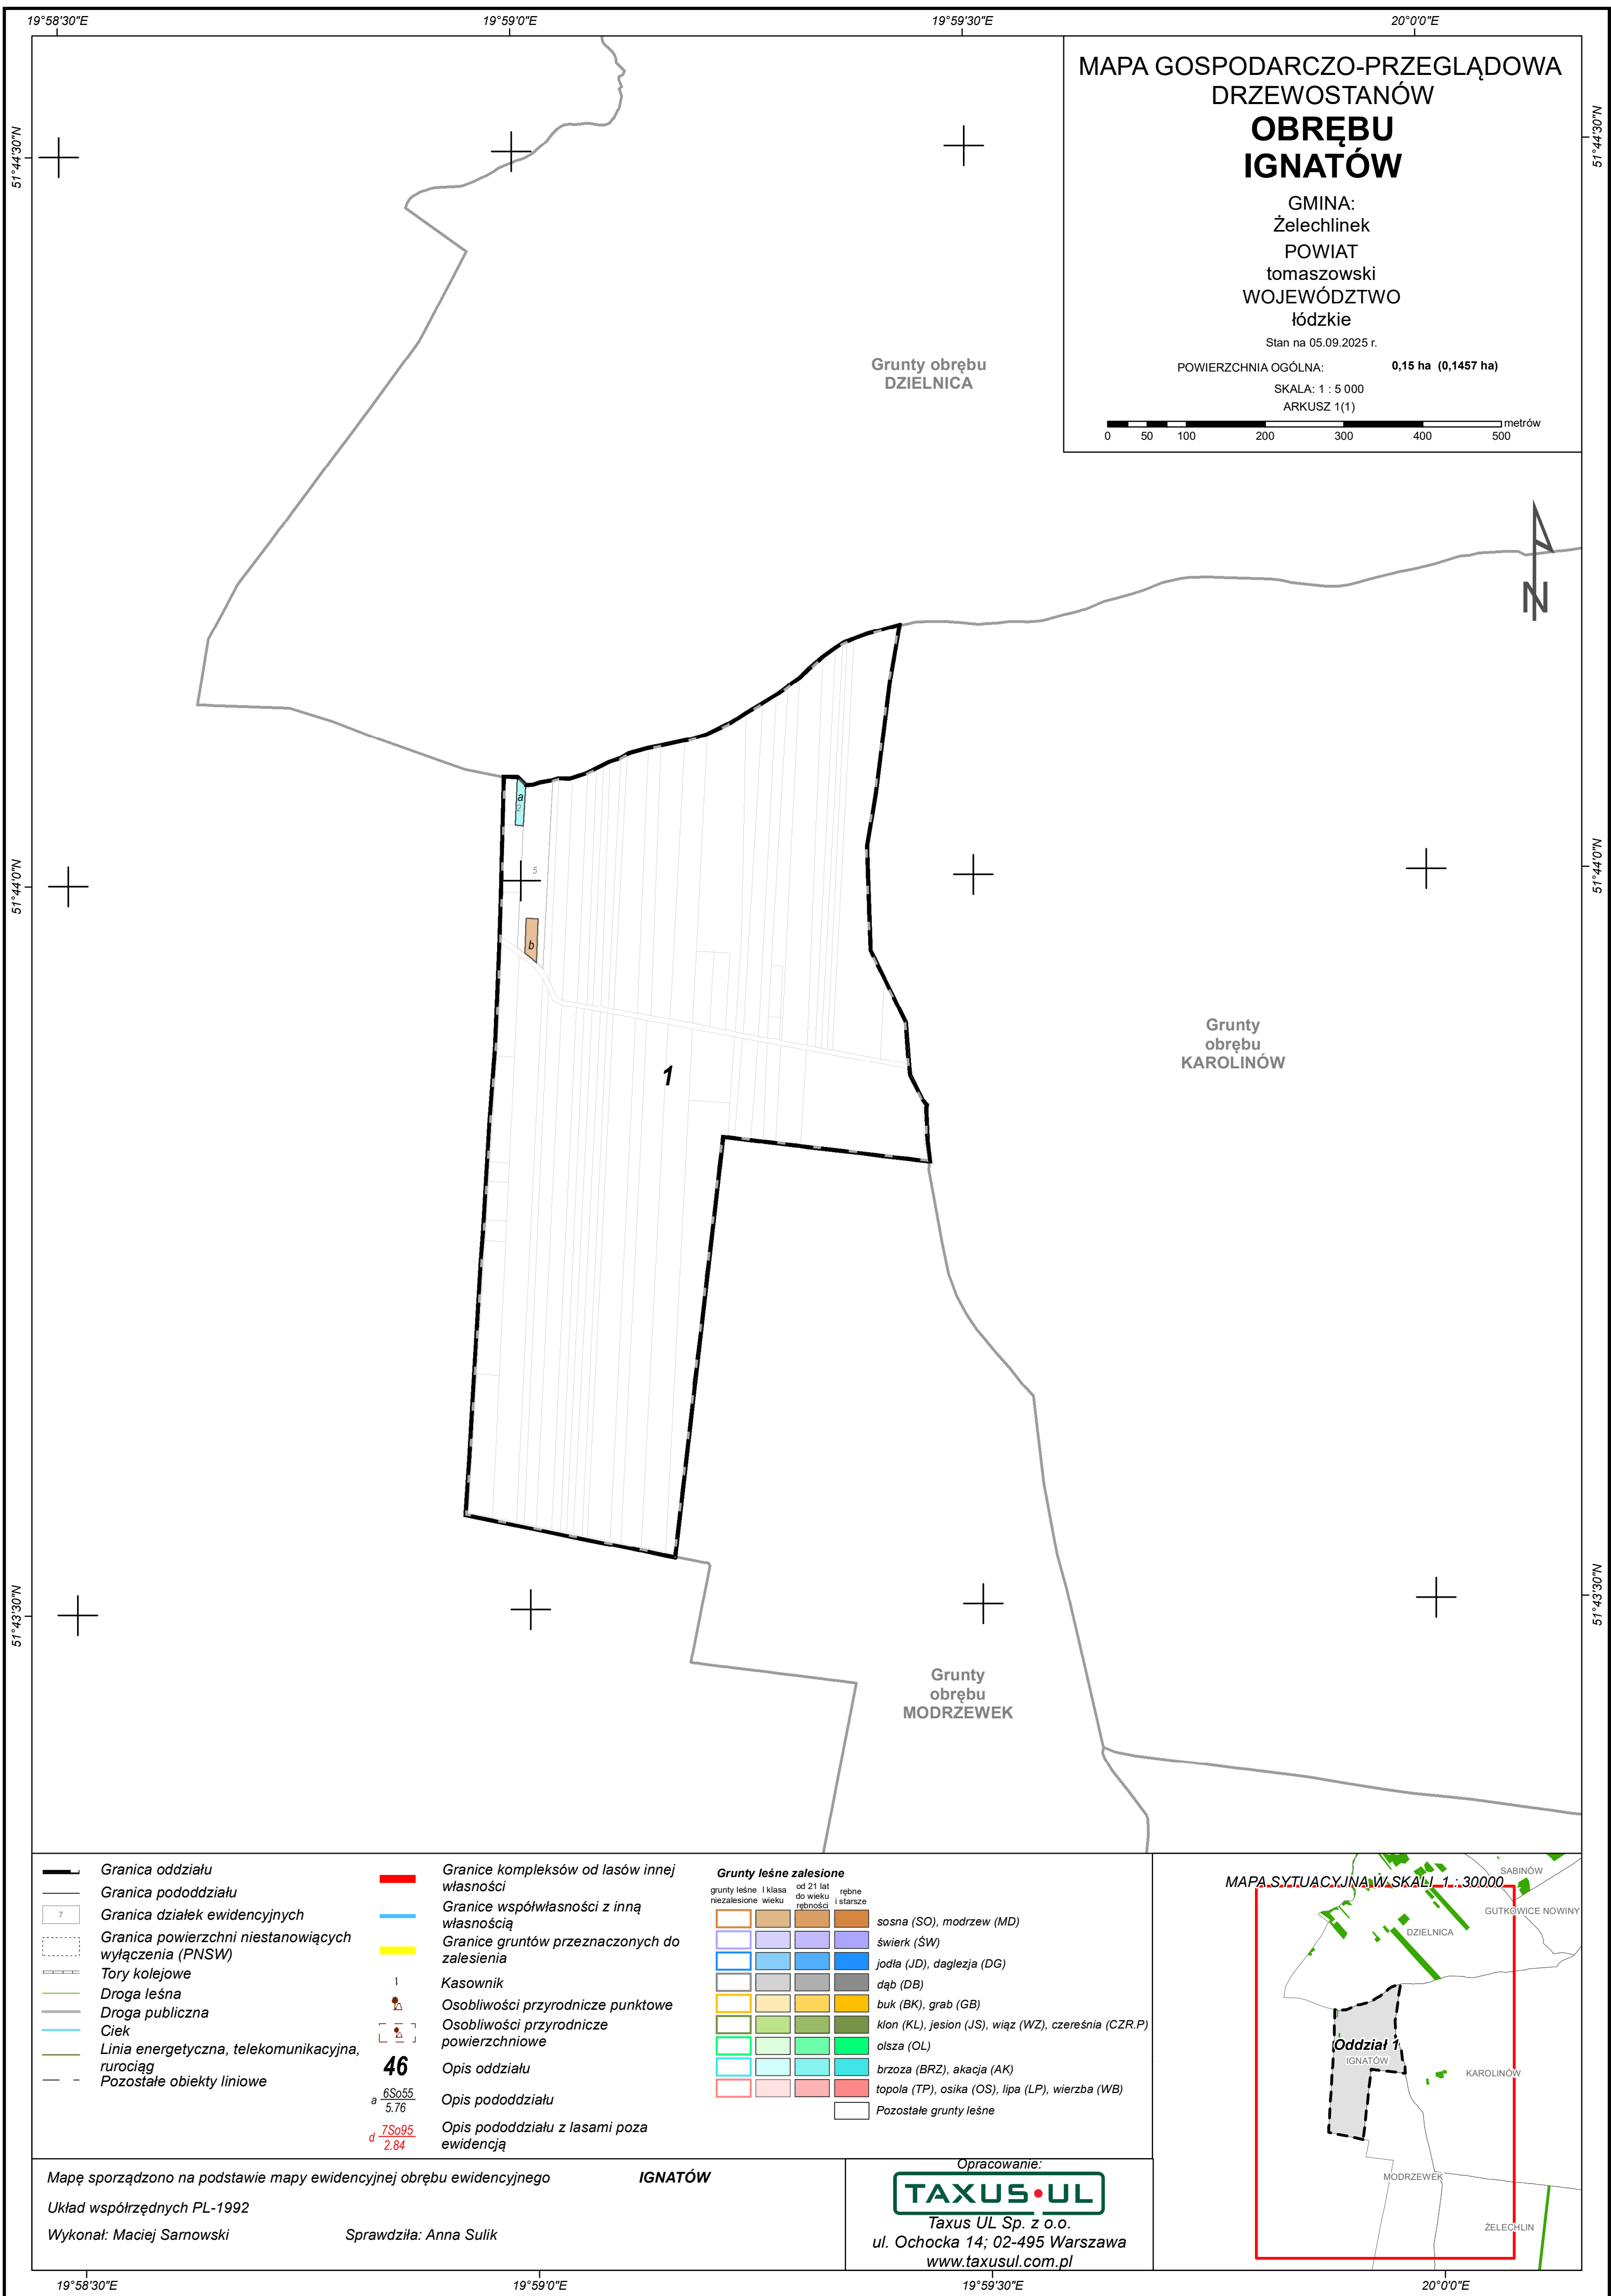 19°58'30"E
19°59'0"E
19°59'30"E
20°0'0"E
MAPA GOSPODARCZO-PRZEGLĄDOWA
DRZEWOSTANÓW
OBRĘBU
IGNATÓW
GMINA:
Żelechlinek
POWIAT
tomaszowski
WOJEWÓDZTWO
łódzkie
Stan na 05.09.2025 r.
POWIERZCHNIA OGÓLNA: 0,15 ha (0,1457 ha)
SKALA: 1 : 5 000
ARKUSZ 1(1)
metrów
0 50 100 200 300 400 500
51°44'30"N
51°44'30"N
Grunty obrębu
DZIELNICA
N
a
2
5
51°44'0"N
51°44'0"N
b
1
Grunty
obrębu
KAROLINÓW
51°43'30"N
51°43'30"N
Grunty
obrębu
MODRZEWEK
Granica oddziału
Granica pododdziału
7
Granica działek ewidencyjnych
Granica powierzchni niestanowiących
wyłączenia (PNSW)
Tory kolejowe
Droga leśna
Droga publiczna
Ciek
Linia energetyczna, telekomunikacyjna,
rurociąg
Pozostałe obiekty liniowe
Granice kompleksów od lasów innej
własności
Granice współwłasności z inną
własnością
Granice gruntów przeznaczonych do
zalesienia
Kasownik
Osobliwości przyrodnicze punktowe
Osobliwości przyrodnicze
powierzchniowe
46
Opis oddziału
a 6So55
5.76
Opis pododdziału
d 7So95
2.84
Opis pododdziału z lasami poza
ewidencją
Grunty leśne zalesione
grunty leśne
niezalesione
I klasa
wieku
od 21 lat
do wieku
rębności
rębne
i starsze
sosna (SO), modrzew (MD)
świerk (ŚW)
jodła (JD), daglezja (DG)
dąb (DB)
buk (BK), grab (GB)
klon (KL), jesion (JS), wiąz (WZ), czereśnia (CZR.P)
olsza (OL)
brzoza (BRZ), akacja (AK)
topola (TP), osika (OS), lipa (LP), wierzba (WB)
Pozostałe grunty leśne
MAPA SYTUACYJNA W SKALI 1 : 30000
SABINÓW
GUTKOWICE NOWINY
DZIELNICA
Oddział 1
IGNATÓW
KAROLINÓW
MODRZEWEK
ŻELECHLIN
Mapę sporządzono na podstawie mapy ewidencyjnej obrębu ewidencyjnego IGNATÓW
Układ współrzędnych PL-1992
Wykonał: Maciej Sarnowski Sprawdziła: Anna Sulik
Opracowanie:
TAXUS UL
Taxus UL Sp. z o.o.
ul. Ochocka 14; 02-495 Warszawa
www.taxusul.com.pl
19°58'30"E
19°59'0"E
19°59'30"E
20°0'0"E